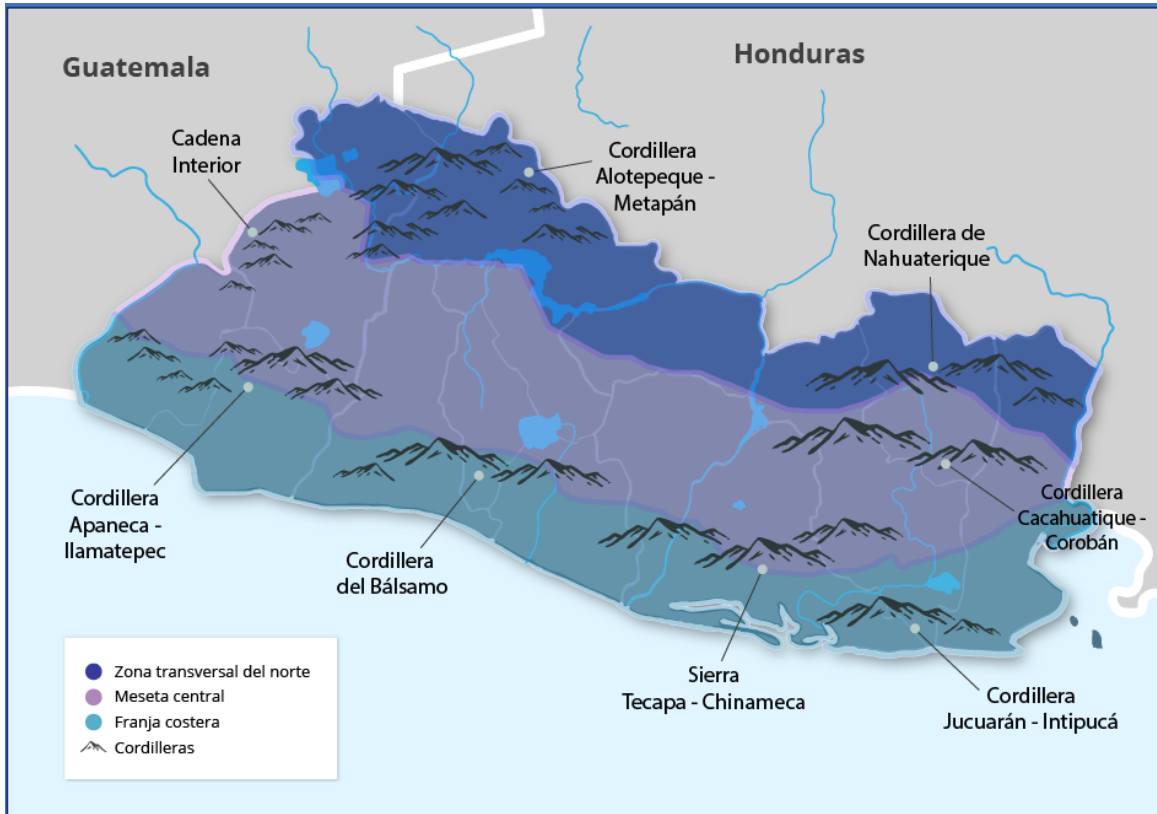 Guatemala
Honduras
Cadena
Interior
Cordillera
Alotepeque -
Metapán
Cordillera de
Nahuaterique
Cordillera
Apaneca -
Ilamatepec
Cordillera
del Bálsamo
Cordillera
Cacahuatique -
Corobán
Sierra
Tecapa - Chinameca
Cordillera
Jucuarán - Intipucá
Zona transversal del norte
Meseta central
Franja costera
Cordilleras